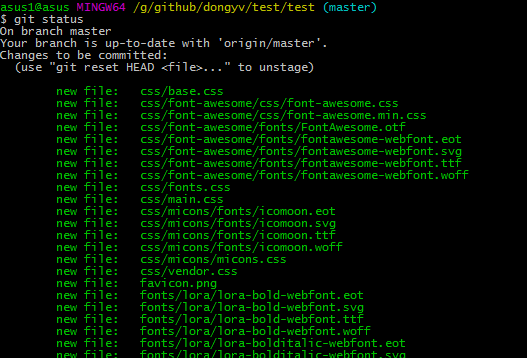 asus1@asus MINGW64 /g/github/dongyv/test/test (master)
$ git status
On branch master
Your branch is up-to-date with 'origin/master'.
Changes to be committed:
  (use "git reset HEAD <file>..." to unstage)

        new file:   css/base.css
        new file:   css/font-awesome/css/font-awesome.css
        new file:   css/font-awesome/css/font-awesome.min.css
        new file:   css/font-awesome/fonts/FontAwesome.otf
        new file:   css/font-awesome/fonts/fontawesome-webfont.eot
        new file:   css/font-awesome/fonts/fontawesome-webfont.svg
        new file:   css/font-awesome/fonts/fontawesome-webfont.ttf
        new file:   css/font-awesome/fonts/fontawesome-webfont.woff
        new file:   css/fonts.css
        new file:   css/main.css
        new file:   css/micons/fonts/icomoon.eot
        new file:   css/micons/fonts/icomoon.svg
        new file:   css/micons/fonts/icomoon.ttf
        new file:   css/micons/fonts/icomoon.woff
        new file:   css/micons/micons.css
        new file:   css/vendor.css
        new file:   favicon.png
        new file:   fonts/lora/lora-bold-webfont.eot
        new file:   fonts/lora/lora-bold-webfont.svg
        new file:   fonts/lora/lora-bold-webfont.ttf
        new file:   fonts/lora/lora-bold-webfont.woff
        new file:   fonts/lora/lora-bolditalic-webfont.eot
        new file:   fonts/lora/lora-bolditalic-webfont.svg